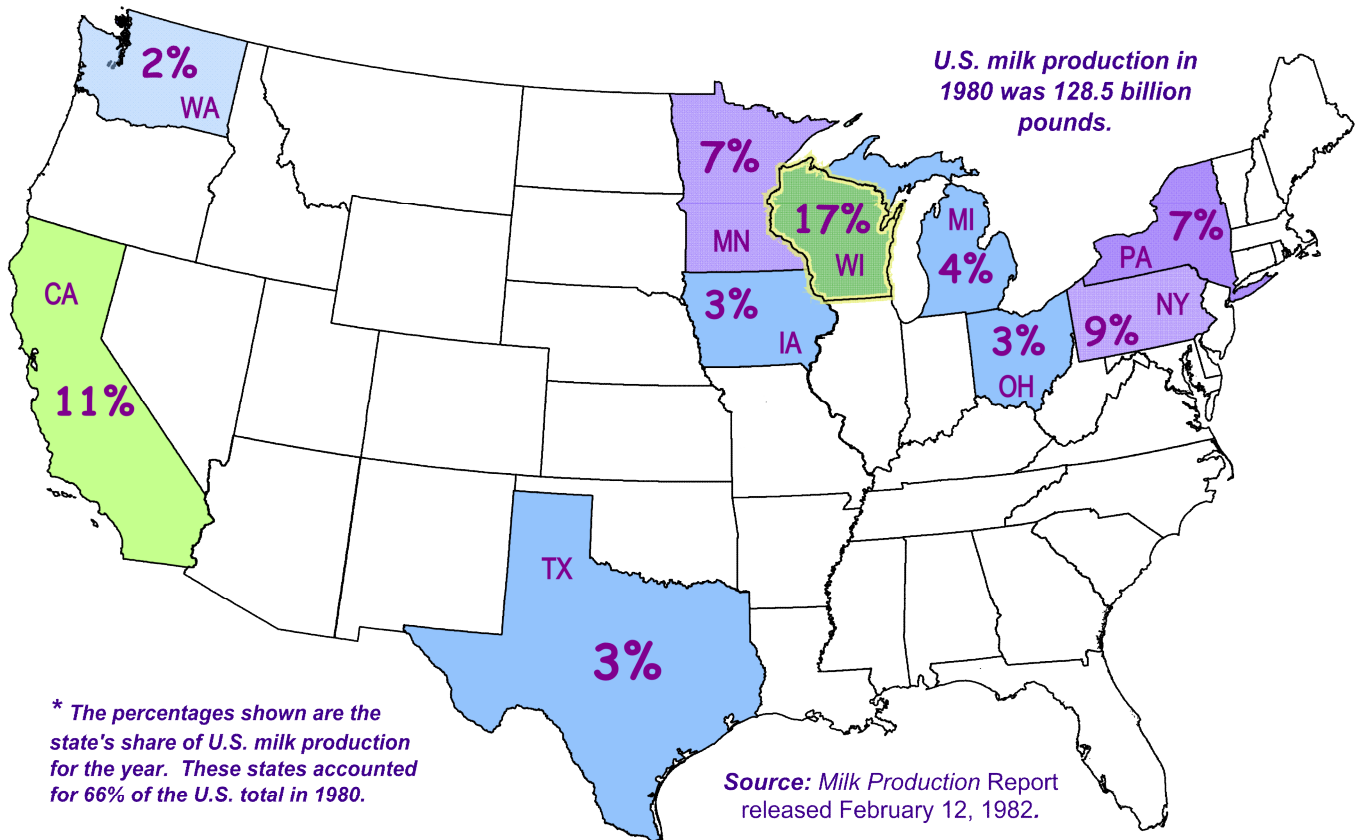 2%
WA
U.S. milk production in
1980 was 128.5 billion
pounds.
7%
MN
17%
WI
MI
4%
7%
PA
CA
11%
3%
IA
3%
OH
NY
9%
TX
3%
* The percentages shown are the
state's share of U.S. milk production
for the year. These states accounted
for 66% of the U.S. total in 1980.
Source: Milk Production Report
released February 12, 1982.